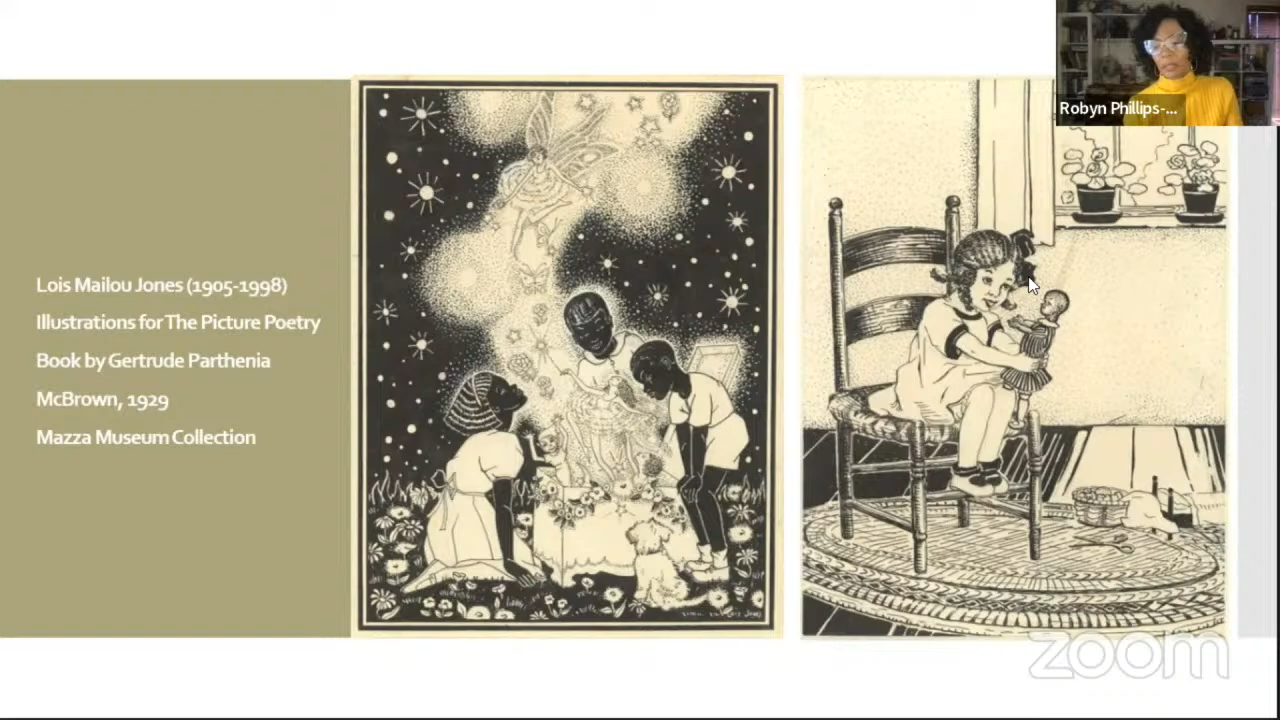 Robyn Phillips-...
Lois Mailou Jones (1905-1998)
Illustrations for The Picture Poetry
Book by Gertrude Parthenia
McBrown, 1929
Mazza Museum Collection
zoom